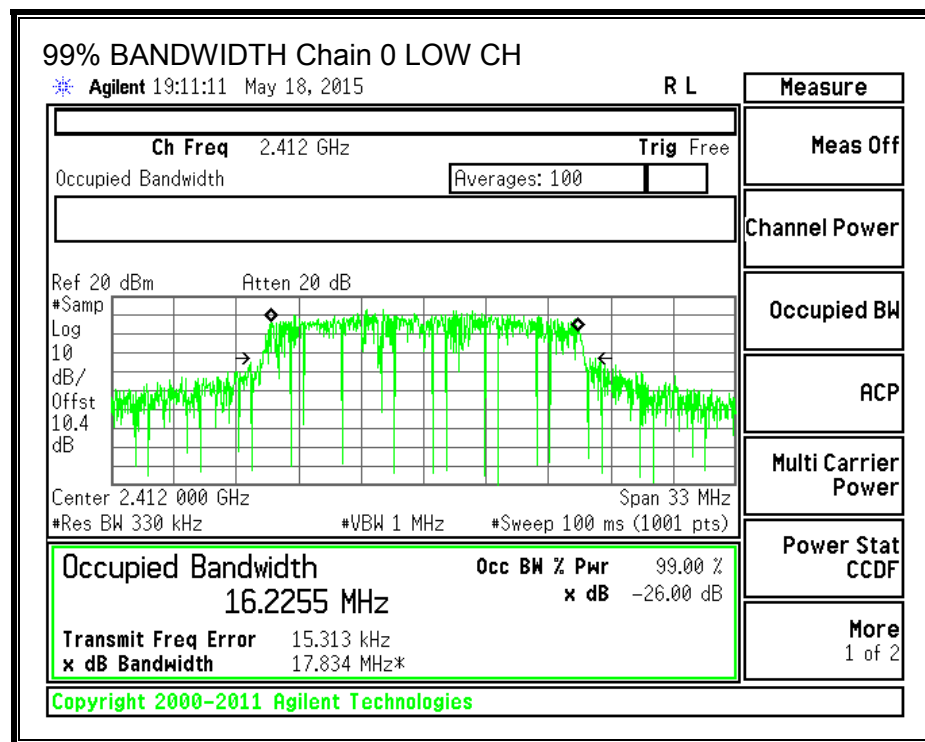 99% BANDWIDTH Chain 0 LOW CH
Agilent 19:11:11 May 18, 2015 R L
Ch Freq 2.412 GHz Trig Free
Occupied Bandwidth Averages: 100
Ref 20 dBm Atten 20 dB
#Samp
Log
10
dB/
Offst
10.4
dB
Center 2.412 000 GHz Span 33 MHz
#Res BW 330 kHz #VBW 1 MHz #Sweep 100 ms (1001 pts)
Occupied Bandwidth Occ BW % Pwr 99.00 %
16.2255 MHz x dB -26.00 dB
Transmit Freq Error 15.313 kHz
x dB Bandwidth 17.834 MHz*
Copyright 2000-2011 Agilent Technologies
Measure
Meas Off
Channel Power
Occupied BW
ACP
Multi Carrier
Power
Power Stat
CCDF
More
1 of 2